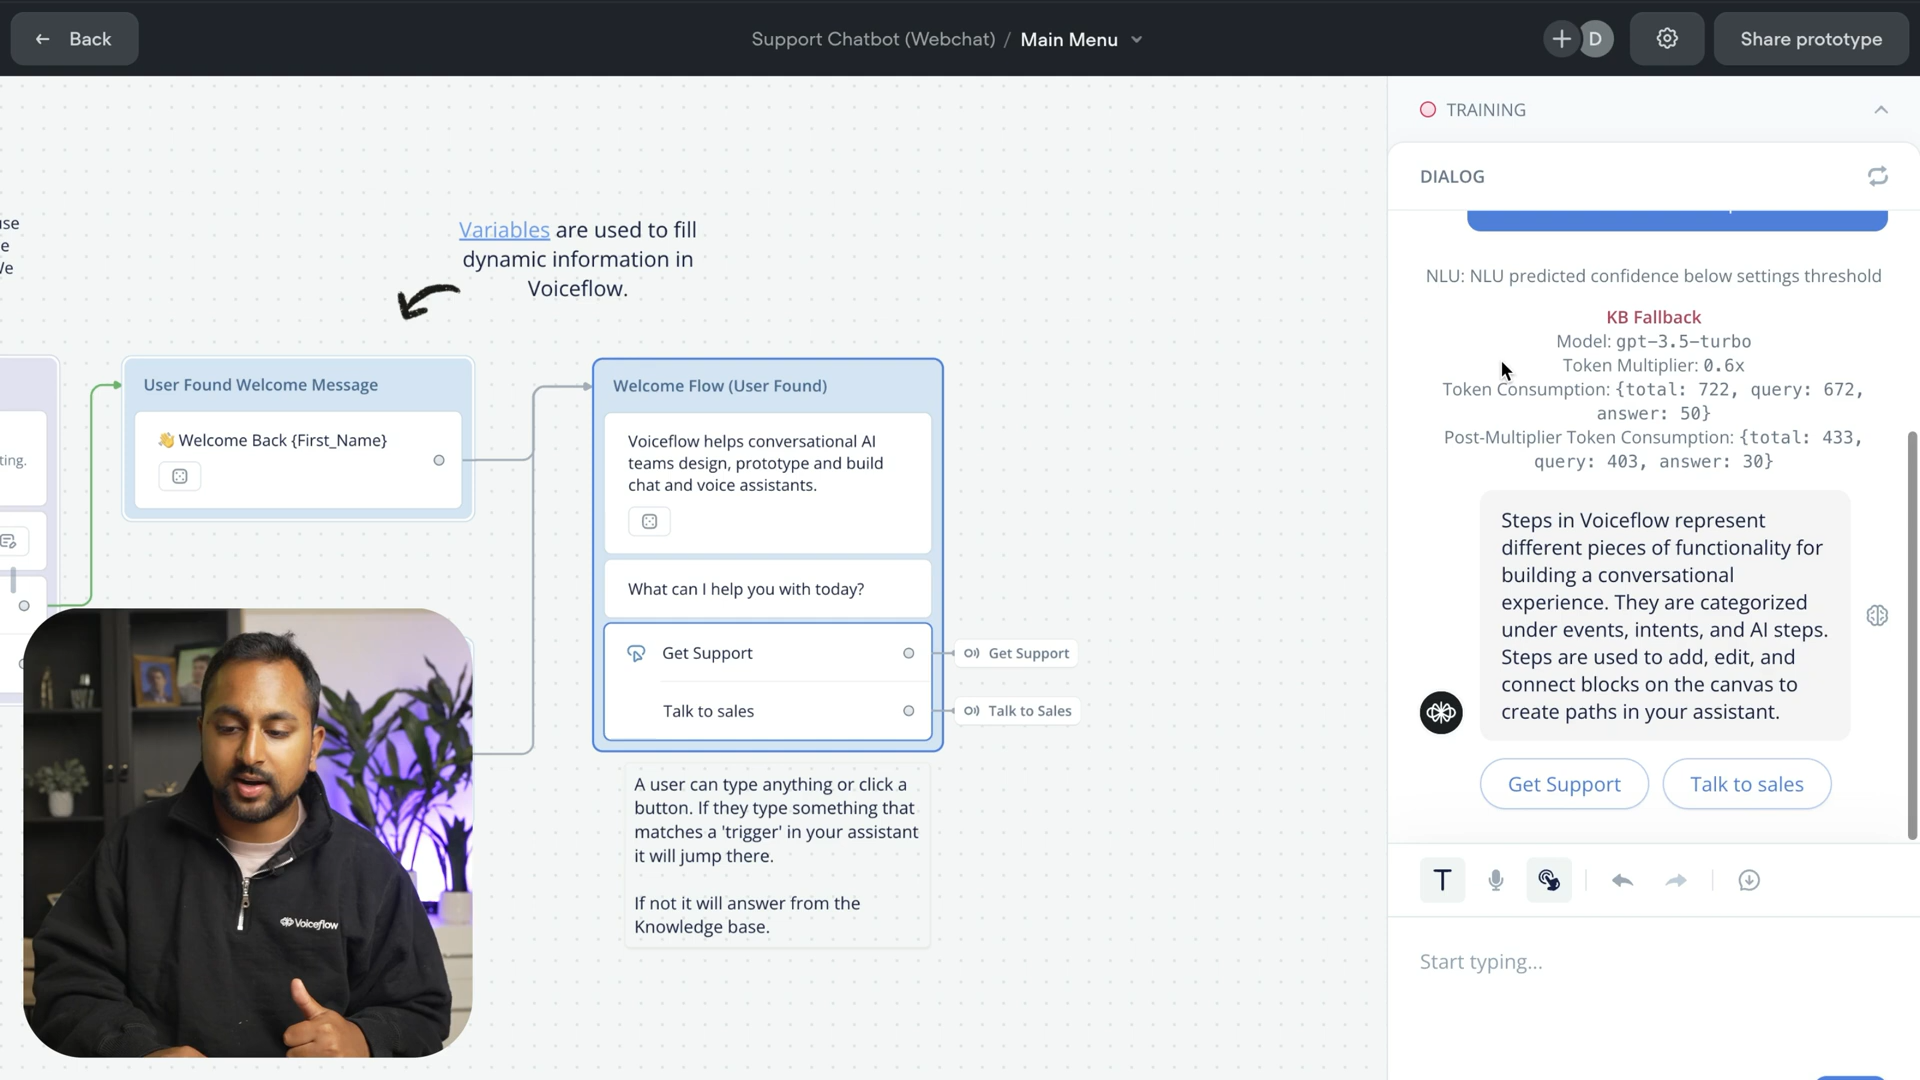 Back
Support Chatbot (Webchat) / Main Menu
D
Share prototype
TRAINING
DIALOG
Variables are used to fill
dynamic information in
Voiceflow.
User Found Welcome Message
👋 Welcome Back {First_Name}
ting.
Welcome Flow (User Found)
Voiceflow helps conversational AI
teams design, prototype and build
chat and voice assistants.
What can I help you with today?
Get Support
Get Support
Talk to sales
Talk to Sales
A user can type anything or click a
button. If they type something that
matches a 'trigger' in your assistant
it will jump there.
If not it will answer from the
Knowledge base.
Voiceflow
NLU: NLU predicted confidence below settings threshold
KB Fallback
Model: gpt-3.5-turbo
Token Multiplier: 0.6x
Token Consumption: {total: 722, query: 672,
answer: 50}
Post-Multiplier Token Consumption: {total: 433,
query: 403, answer: 30}
Steps in Voiceflow represent
different pieces of functionality for
building a conversational
experience. They are categorized
under events, intents, and AI steps.
Steps are used to add, edit, and
connect blocks on the canvas to
create paths in your assistant.
Get Support
Talk to sales
T
Start typing...